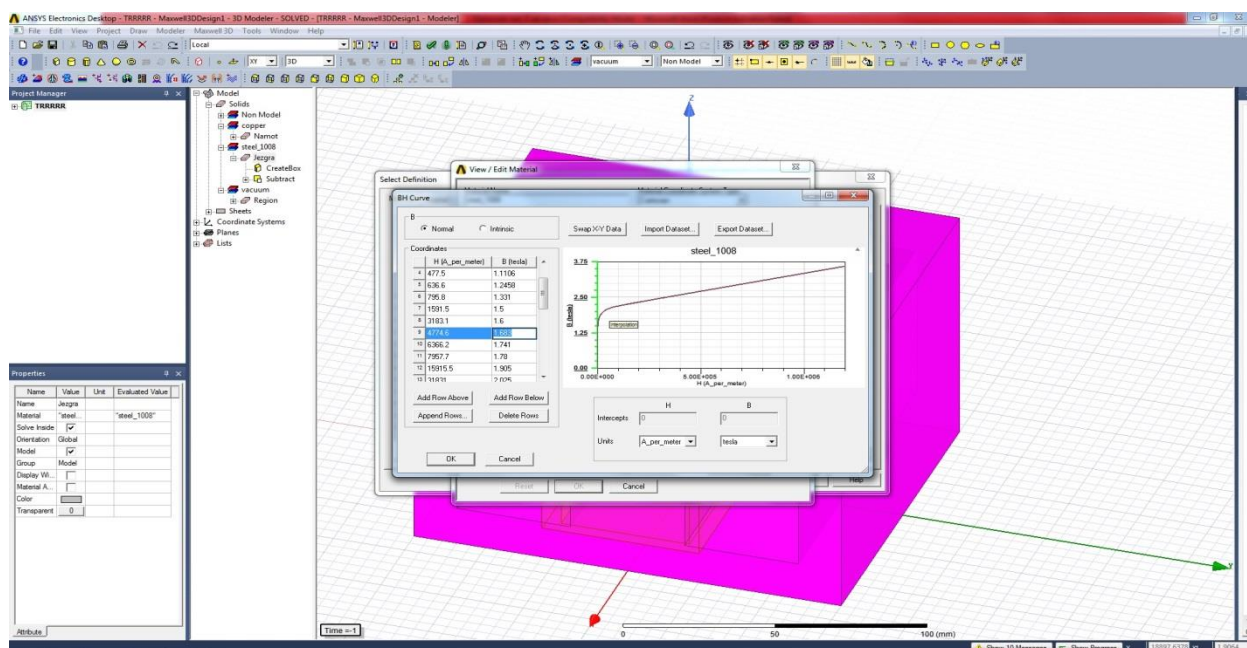 ANSYS Electronics Desktop - TRRRRR - Maxwell3DDesign1 - 3D Modeler - SOLVED - [TRRRRR - Maxwell3DDesign1 - Modeler]
File Edit View Project Draw Modeler Maxwell 3D Tools Window Help
Local
XY 3D vacuum Non Model
Project Manager
TRRRRR
Model
Solids
Non Model
copper
Namot
steel_1008
Jezgra
CreateBox
Subtract
vacuum
Region
Sheets
Coordinate Systems
Planes
Lists
Properties
Name Value Unit Evaluated Value
Name Jezgra
Material "steel... "steel_1008"
Solve Inside
Orientation Global
Model
Group Model
Display Wi...
Material A...
Color
Transparent 0
Attribute
Z
Select Definition
View / Edit Material
BH Curve
B
Normal Intrinsic
Swap X-Y Data Import Dataset... Export Dataset...
Coordinates
H (A_per_meter) B (tesla)
4 477.5 1.1106
5 636.6 1.2458
6 795.8 1.331
7 1591.5 1.5
8 3183.1 1.6
9 4774.6 1.683
10 6366.2 1.741
11 7957.7 1.78
12 15915.5 1.905
13 31831 2.025
Add Row Above Add Row Below
Append Rows... Delete Rows
OK Cancel
steel_1008
3.75
2.50
1.25
0.00
B (tesla)
Interpolation
0.00E+000 5.00E+005 1.00E+006
H (A_per_meter)
H B
Intercepts 0 0
Units A_per_meter tesla
Reset OK Cancel
Help
y
Time =-1
0 50 100 (mm)